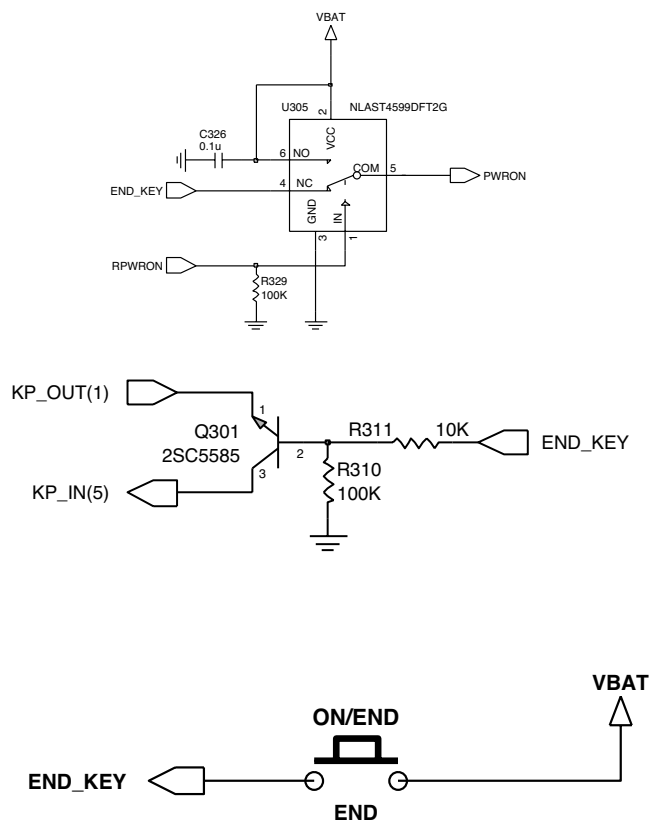 VBAT
U305 2 NLAST4599DFT2G
C326
0.1u
VCC
6 NO
COM 5 PWRON
END_KEY 4 NC
GND IN
3 1
RPWRON
R329
100K
KP_OUT(1)
1
Q301
2SC5585
2
3
R311 10K
END_KEY
R310
100K
KP_IN(5)
VBAT
ON/END
END_KEY
END